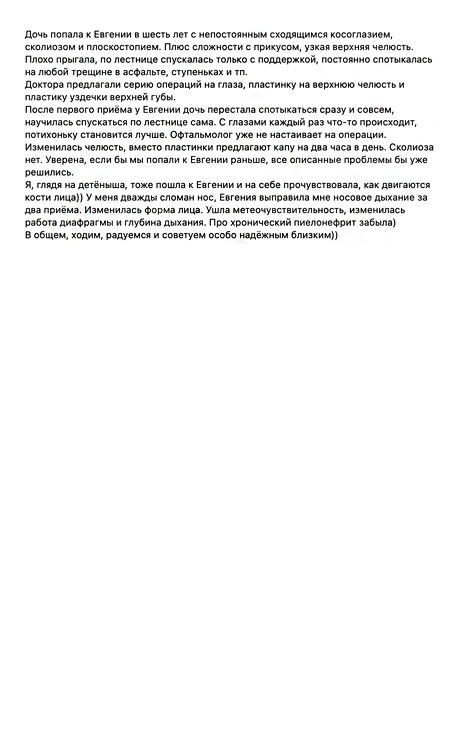 Дочь попала к Евгении в шесть лет с непостоянным сходящимся косоглазием,
сколиозом и плоскостопием. Плюс сложности с прикусом, узкая верхняя челюсть.
Плохо прыгала, по лестнице спускалась только с поддержкой, постоянно спотыкалась
на любой трещине в асфальте, ступеньках и тп.
Доктора предлагали серию операций на глаза, пластинку на верхнюю челюсть и
пластику уздечки верхней губы.
После первого приёма у Евгении дочь перестала спотыкаться сразу и совсем,
научилась спускаться по лестнице сама. С глазами каждый раз что-то происходит,
потихоньку становится лучше. Офтальмолог уже не настаивает на операции.
Изменилась челюсть, вместо пластинки предлагают капу на два часа в день. Сколиоза
нет. Уверена, если бы мы попали к Евгении раньше, все описанные проблемы бы уже
решились.
Я, глядя на детёныша, тоже пошла к Евгении и на себе прочувствовала, как двигаются
кости лица)) У меня дважды сломан нос, Евгения выправила мне носовое дыхание за
два приёма. Изменилась форма лица. Ушла метеочувствительность, изменилась
работа диафрагмы и глубина дыхания. Про хронический пиелонефрит забыла)
В общем, ходим, радуемся и советуем особо надёжным близким))